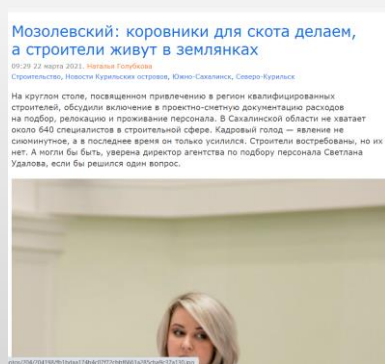 Мозолевский: коровники для скота делаем,
а строители живут в землянках
09:29 22 марта 2021. Наталья Голубкова
Строительство, Новости Курильских островов, Южно-Сахалинск, Северо-Курильск
На круглом столе, посвященном привлечению в регион квалифицированных
строителей, обсудили включение в проектно-счетную документацию расходов
на подбор, релокацию и проживание персонала. В Сахалинской области не хватает
около 640 специалистов в строительной сфере. Кадровый голод — явление не
сиюминутное, а в последнее время он только усилился. Строители востребованы, но их
нет. А могли бы быть, уверена директор агентства по подбору персонала Светлана
Удалова, если бы решился один вопрос.